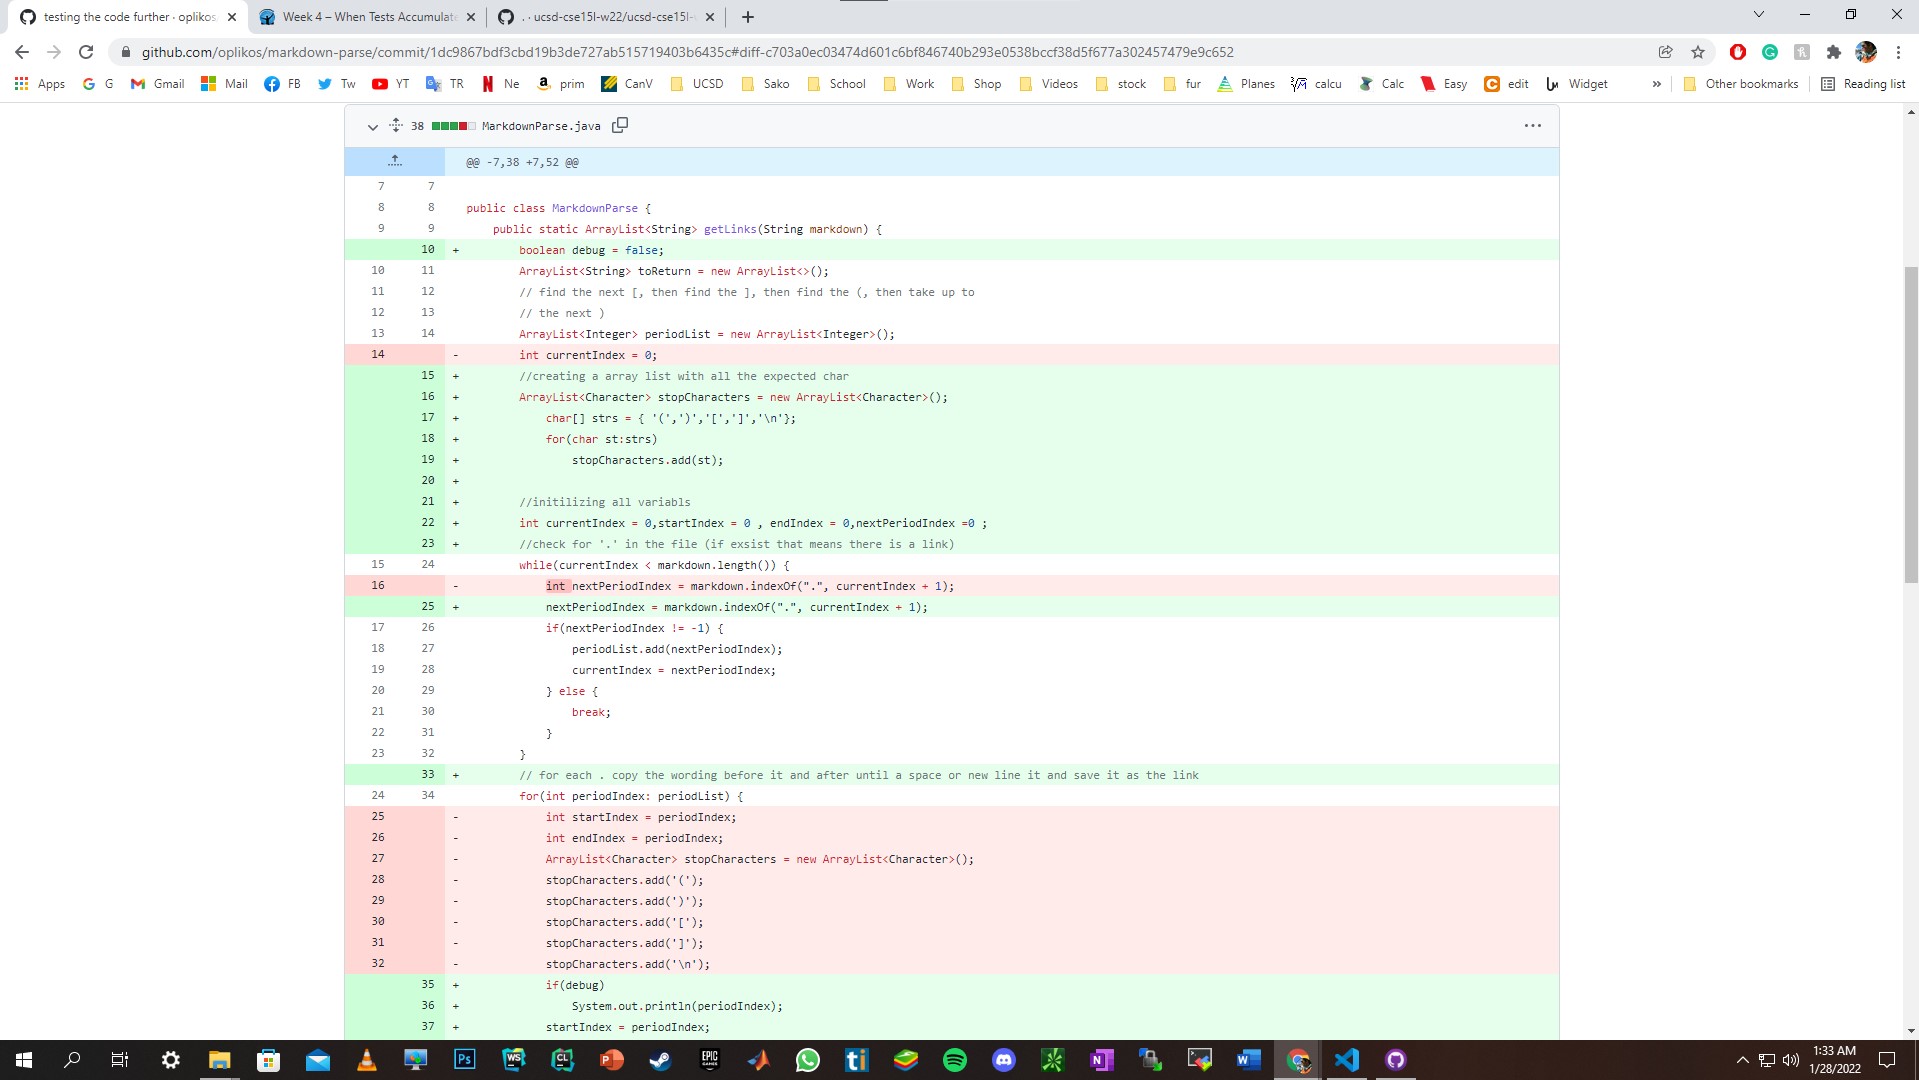 testing the code further · oplikos
Week 4 – When Tests Accumulate
. · ucsd-cse15l-w22/ucsd-cse15l-
github.com/oplikos/markdown-parse/commit/1dc9867bdf3cbd19b3de727ab515719403b6435c#diff-c703a0ec03474d601c6bf846740b293e0538bccf38d5f677a302457479e9c652
Apps G Gmail Mail FB Tw YT TR Ne prim CanV UCSD Sako School Work Shop Videos stock fur Planes calcu Calc Easy edit Widget » Other bookmarks Reading list
38 MarkdownParse.java
@@ -7,38 +7,52 @@
7 7
8 8 public class MarkdownParse {
9 9 public static ArrayList<String> getLinks(String markdown) {
10 + boolean debug = false;
10 11 ArrayList<String> toReturn = new ArrayList<>();
11 12 // find the next [, then find the ], then find the (, then take up to
12 13 // the next )
13 14 ArrayList<Integer> periodList = new ArrayList<Integer>();
14 - int currentIndex = 0;
15 + //creating a array list with all the expected char
16 + ArrayList<Character> stopCharacters = new ArrayList<Character>();
17 + char[] strs = { '(',')','[',']','\n'};
18 + for(char st:strs)
19 + stopCharacters.add(st);
20 +
21 + //initilizing all variabls
22 + int currentIndex = 0,startIndex = 0 , endIndex = 0,nextPeriodIndex =0 ;
23 + //check for '.' in the file (if exsist that means there is a link)
15 24 while(currentIndex < markdown.length()) {
16 - int nextPeriodIndex = markdown.indexOf(".", currentIndex + 1);
25 + nextPeriodIndex = markdown.indexOf(".", currentIndex + 1);
17 26 if(nextPeriodIndex != -1) {
18 27 periodList.add(nextPeriodIndex);
19 28 currentIndex = nextPeriodIndex;
20 29 } else {
21 30 break;
22 31 }
23 32 }
33 + // for each . copy the wording before it and after until a space or new line it and save it as the link
24 34 for(int periodIndex: periodList) {
25 - int startIndex = periodIndex;
26 - int endIndex = periodIndex;
27 - ArrayList<Character> stopCharacters = new ArrayList<Character>();
28 - stopCharacters.add('(');
29 - stopCharacters.add(')');
30 - stopCharacters.add('[');
31 - stopCharacters.add(']');
32 - stopCharacters.add('\n');
35 + if(debug)
36 + System.out.println(periodIndex);
37 + startIndex = periodIndex;
1:33 AM
1/28/2022